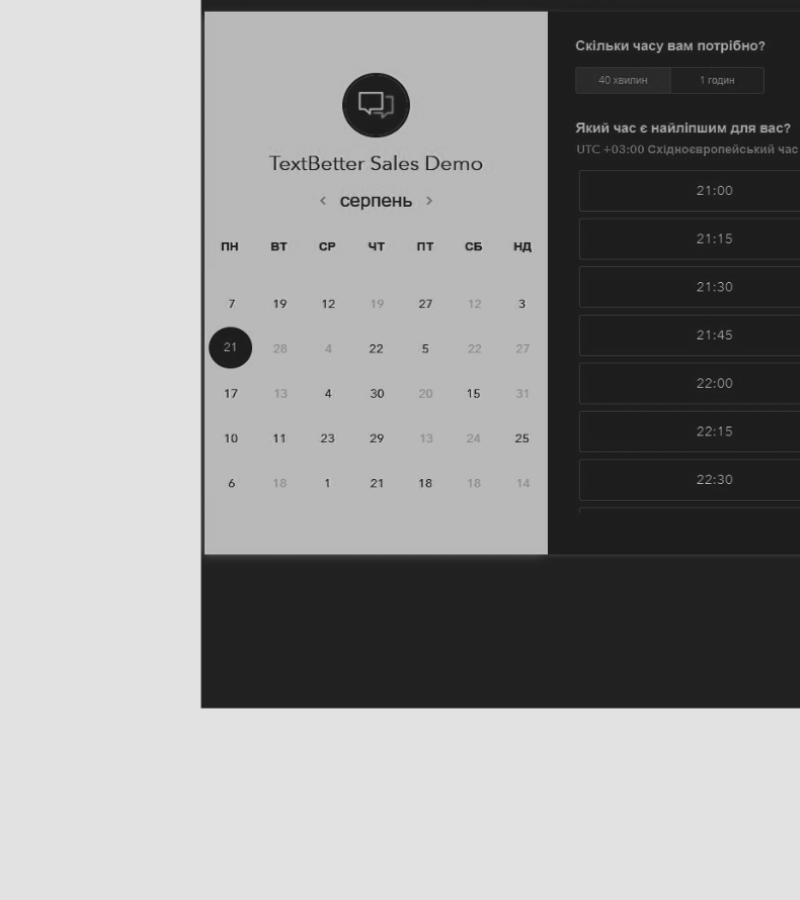 TextBetter Sales Demo
< серпень >
ПН ВТ СР ЧТ ПТ СБ НД
7 19 12 19 27 12 3
21 28 4 22 5 22 27
17 13 4 30 20 15 31
10 11 23 29 13 24 25
6 18 1 21 18 18 14
Скільки часу вам потрібно?
40 хвилин 1 годин
Який час є найліпшим для вас?
UTC +03:00 Східноєвропейський час
21:00
21:15
21:30
21:45
22:00
22:15
22:30